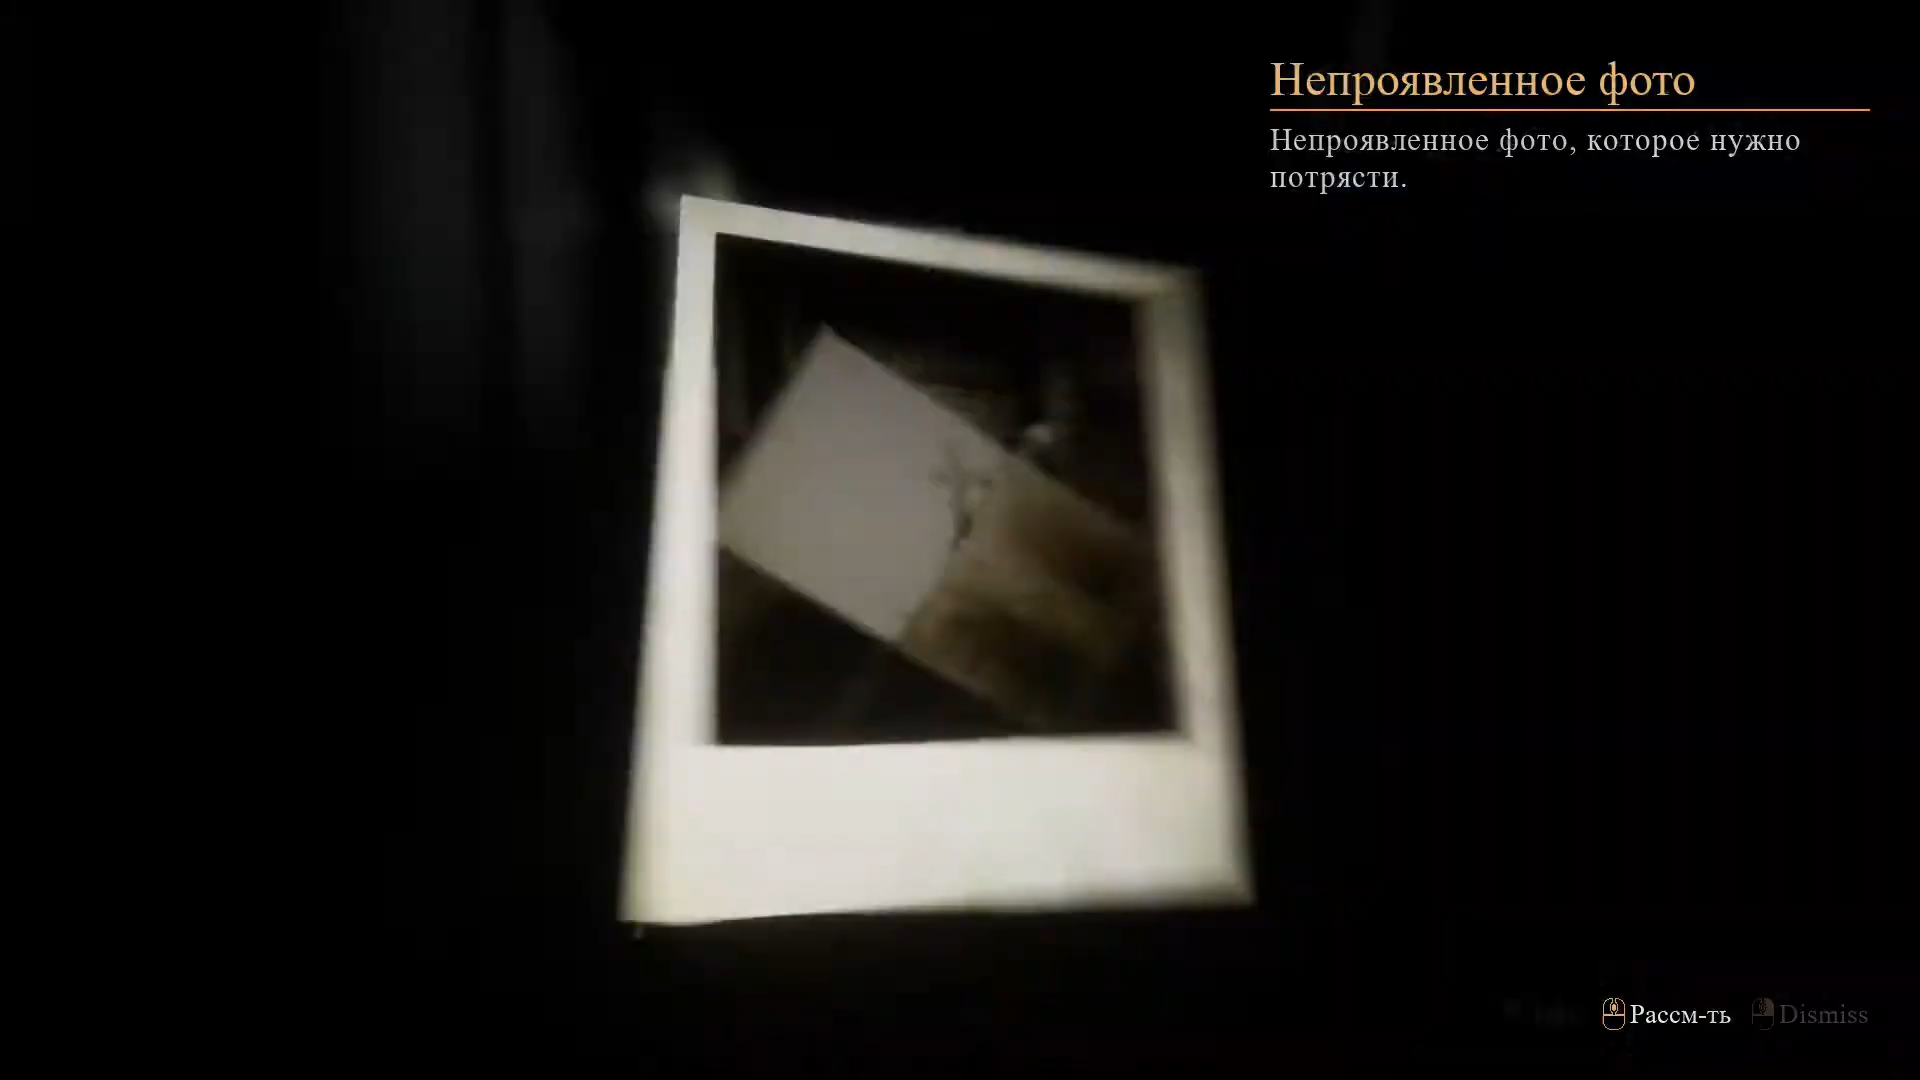 Непроявленное фото
Непроявленное фото, которое нужно
потрясти.
Рассм-ть Dismiss